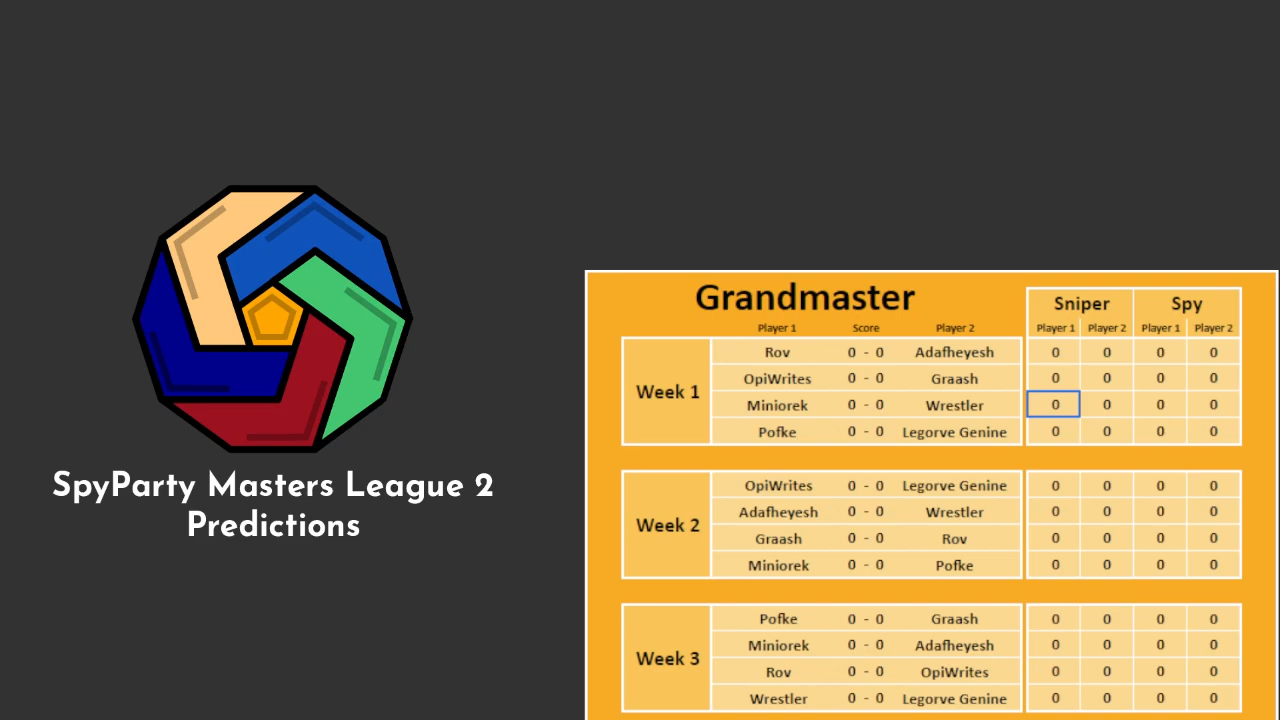 SpyParty Masters League 2
Predictions
Grandmaster
Sniper Spy
Player 1 Score Player 2 Player 1 Player 2 Player 1 Player 2
Week 1
Rov 0 - 0 Adafheyesh 0 0 0 0
OpiWrites 0 - 0 Graash 0 0 0 0
Miniorek 0 - 0 Wrestler 0 0 0 0
Pofke 0 - 0 Legorve Genine 0 0 0 0
Week 2
OpiWrites 0 - 0 Legorve Genine 0 0 0 0
Adafheyesh 0 - 0 Wrestler 0 0 0 0
Graash 0 - 0 Rov 0 0 0 0
Miniorek 0 - 0 Pofke 0 0 0 0
Week 3
Pofke 0 - 0 Graash 0 0 0 0
Miniorek 0 - 0 Adafheyesh 0 0 0 0
Rov 0 - 0 OpiWrites 0 0 0 0
Wrestler 0 - 0 Legorve Genine 0 0 0 0